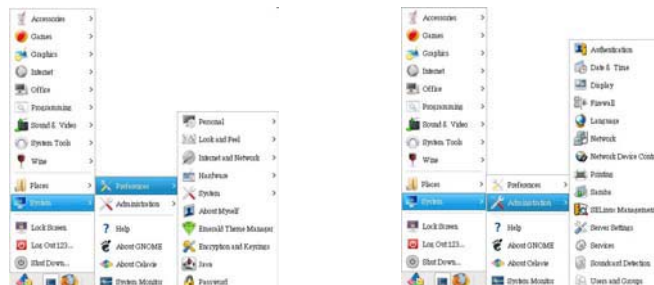 Accessories
Games
Graphics
Internet
Office
Programming
Sound & Video
System Tools
Wine
Places
System
Lock Screen
Log Out 123...
Shut Down...
Preferences
Administration
Help
About GNOME
About Celavie
System Monitor
Personal
Look and Feel
Internet and Network
Hardware
System
About Myself
Emerald Theme Manager
Encryption and Keyrings
Java
Password
Accessories
Games
Graphics
Internet
Office
Programming
Sound & Video
System Tools
Wine
Places
System
Lock Screen
Log Out 123...
Shut Down...
Preferences
Administration
Help
About GNOME
About Celavie
System Monitor
Authentication
Date & Time
Display
Firewall
Language
Network
Network Device Cont
Printing
Samba
SELinux Management
Server Settings
Services
Soundcard Detection
Users and Groups